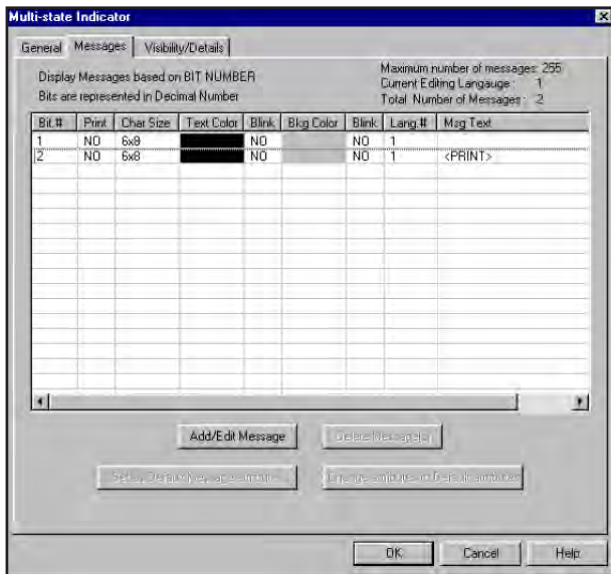 Multi-state Indicator
General Messages Visibility/Details
Display Messages based on BIT NUMBER
Bits are represented in Decimal Number
Maximum number of messages: 255
Current Editing Langauge : 1
Total Number of Messages : 2
Bit.# Print Char Size Text Color Blink Bkg Color Blink Lang.# Msg Text
1 NO 6x8 NO NO 1
2 NO 6x8 NO NO 1 <PRINT>
Add/Edit Message Delete Message(s)
OK Cancel Help